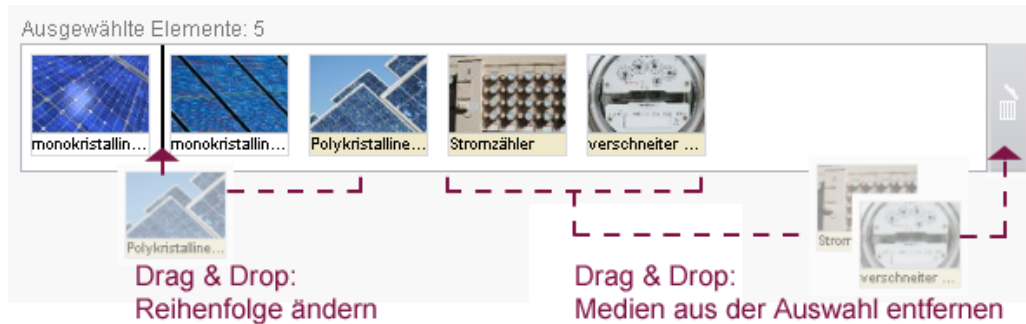 Ausgewählte Elemente: 5
monokristallin... monokristallin... Polykristalline... Stromzähler verschneiter ...
Polykristalline...
Strom
verschneiter ...
Drag & Drop:
Reihenfolge ändern
Drag & Drop:
Medien aus der Auswahl entfernen